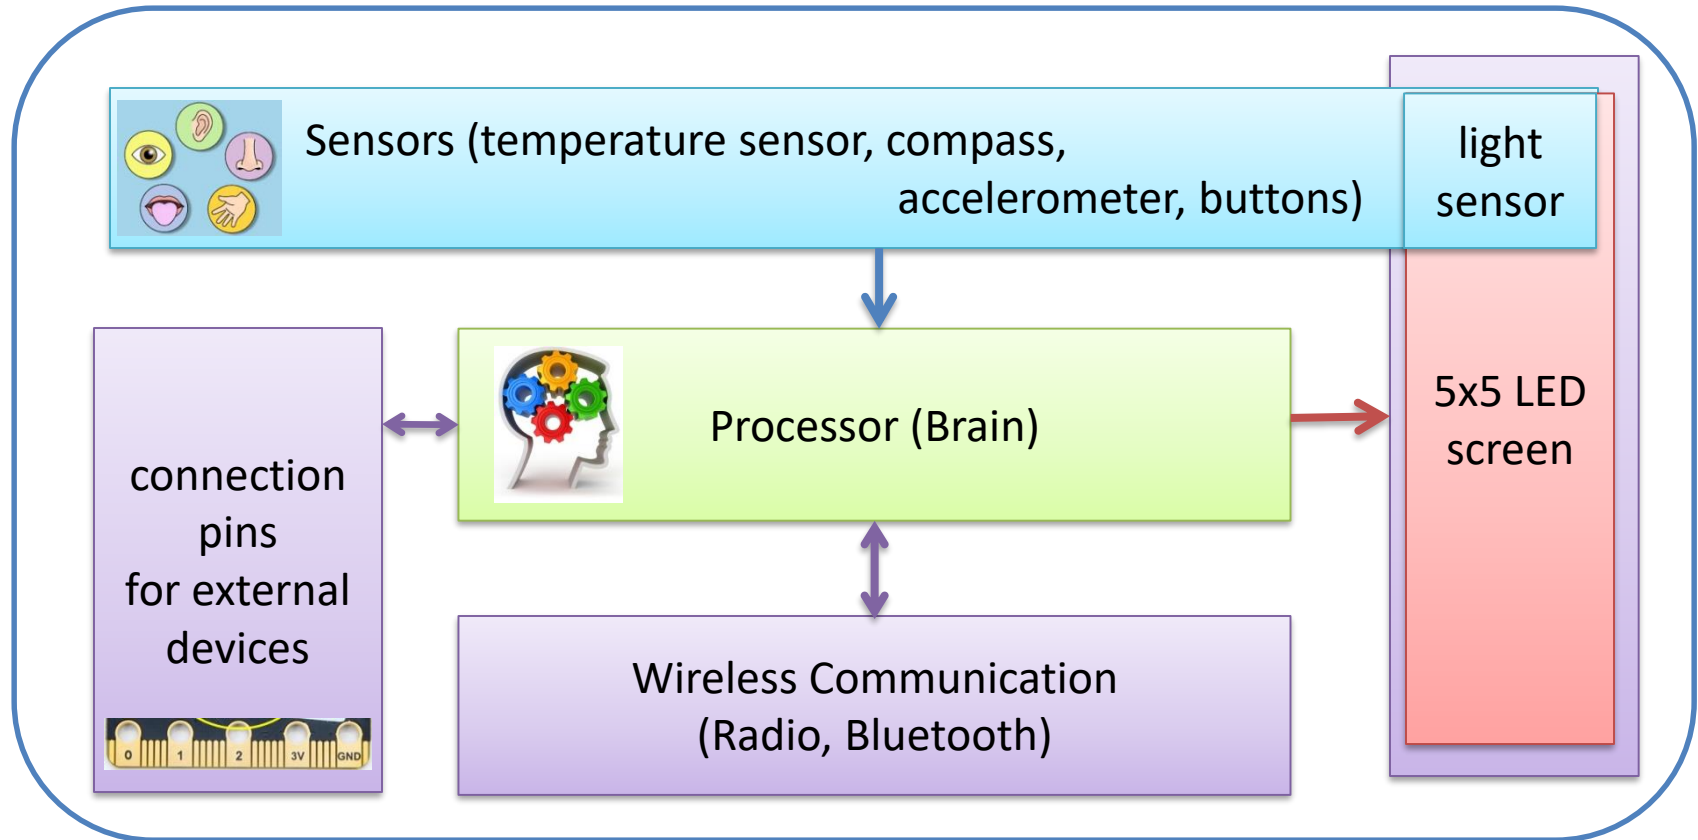 Sensors (temperature sensor, compass,
accelerometer, buttons)
light
sensor
connection
pins
for external
devices
0 1 2 3V GND
Processor (Brain)
5x5 LED
screen
Wireless Communication
(Radio, Bluetooth)